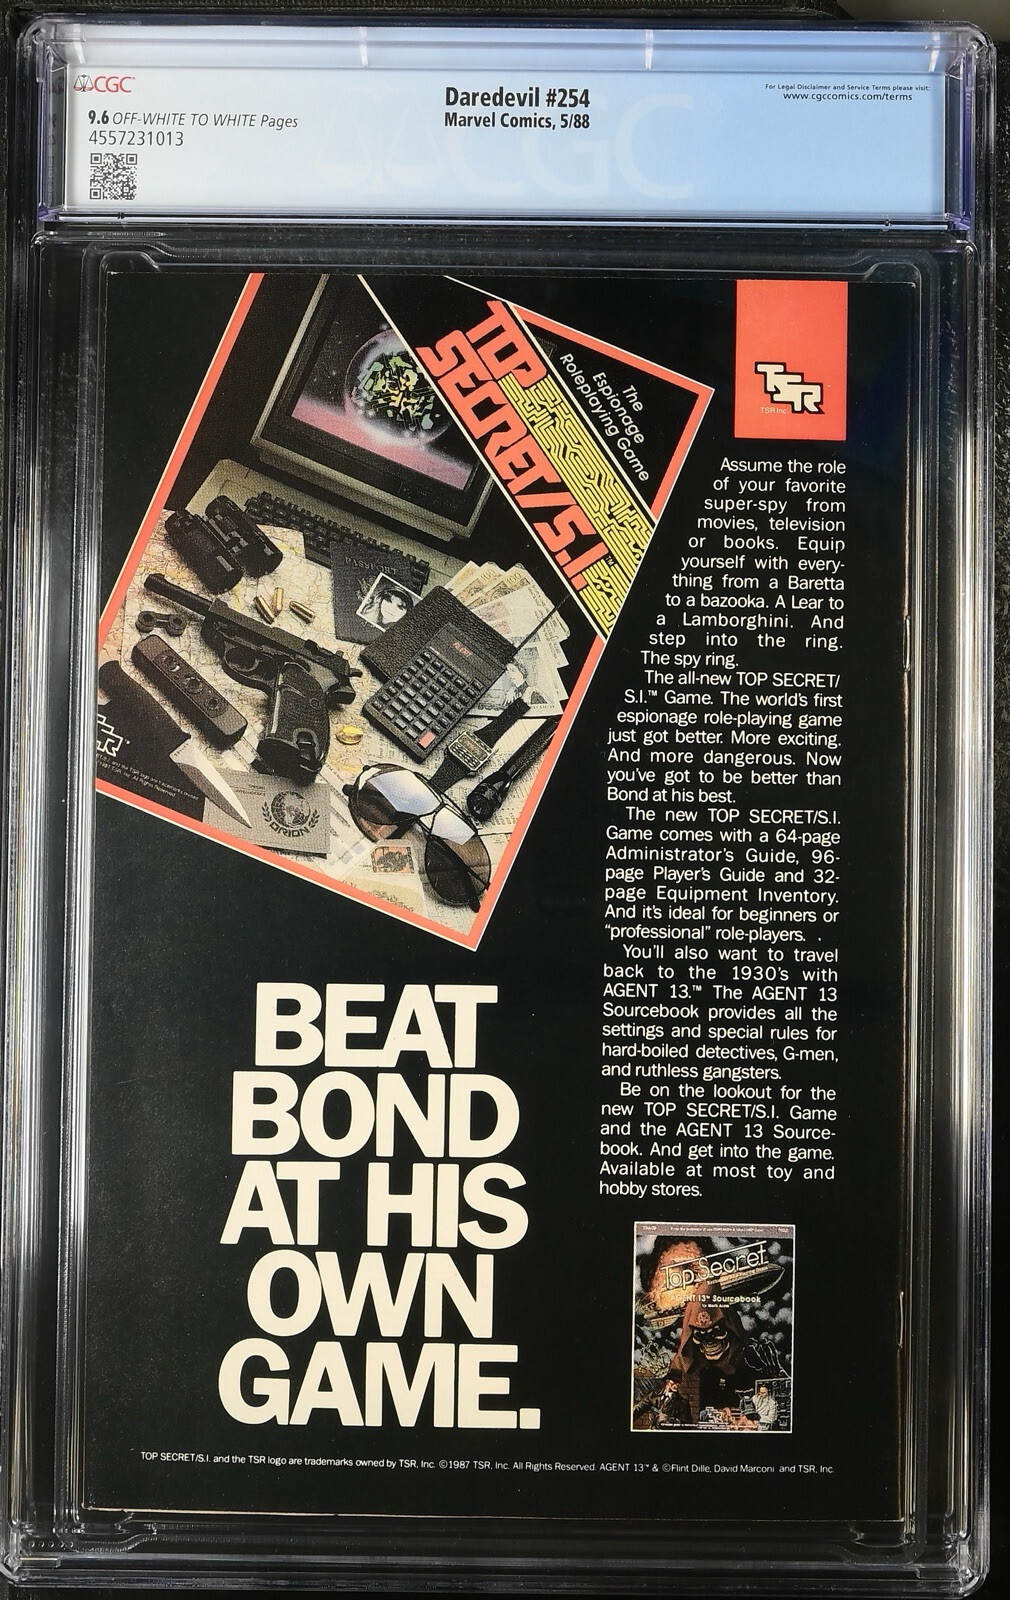 CGC
9.6 OFF-WHITE TO WHITE Pages
4557231013
Daredevil #254
Marvel Comics, 5/88
For Legal Disclaimer and Service Terms please visit:
www.cgccomics.com/terms
CGC
TOP
SECRET/S.I.™
The
Espionage
Roleplaying Game
TSR
TSR Inc.
PASSPORT
ORION
Assume the role
of your favorite
super-spy from
movies, television
or books. Equip
yourself with every-
thing from a Baretta
to a bazooka. A Lear to
a Lamborghini. And
step into the ring.
The spy ring.
The all-new TOP SECRET/
S.I.™ Game. The world's first
espionage role-playing game
just got better. More exciting.
And more dangerous. Now
you've got to be better than
Bond at his best.
The new TOP SECRET/S.I.
Game comes with a 64-page
Administrator's Guide, 96-
page Player's Guide and 32-
page Equipment Inventory.
And it's ideal for beginners or
"professional" role-players.
You'll also want to travel
back to the 1930's with
AGENT 13.™ The AGENT 13
Sourcebook provides all the
settings and special rules for
hard-boiled detectives, G-men,
and ruthless gangsters.
Be on the lookout for the
new TOP SECRET/S.I. Game
and the AGENT 13 Source-
book. And get into the game.
Available at most toy and
hobby stores.
BEAT
BOND
AT HIS
OWN
GAME.
Top Secret
AGENT 13™ Sourcebook
TOP SECRET/S.I. and the TSR logo are trademarks owned by TSR, Inc. ©1987 TSR, Inc. All Rights Reserved. AGENT 13™ & ©Flint Dille, David Marconi and TSR, Inc.